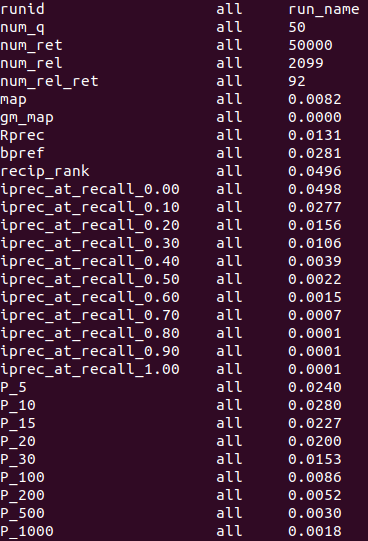 runid all run_name
num_q all 50
num_ret all 50000
num_rel all 2099
num_rel_ret all 92
map all 0.0082
gm_map all 0.0000
Rprec all 0.0131
bpref all 0.0281
recip_rank all 0.0496
iprec_at_recall_0.00 all 0.0498
iprec_at_recall_0.10 all 0.0277
iprec_at_recall_0.20 all 0.0156
iprec_at_recall_0.30 all 0.0106
iprec_at_recall_0.40 all 0.0039
iprec_at_recall_0.50 all 0.0022
iprec_at_recall_0.60 all 0.0015
iprec_at_recall_0.70 all 0.0007
iprec_at_recall_0.80 all 0.0001
iprec_at_recall_0.90 all 0.0001
iprec_at_recall_1.00 all 0.0001
P_5 all 0.0240
P_10 all 0.0280
P_15 all 0.0227
P_20 all 0.0200
P_30 all 0.0153
P_100 all 0.0086
P_200 all 0.0052
P_500 all 0.0030
P_1000 all 0.0018